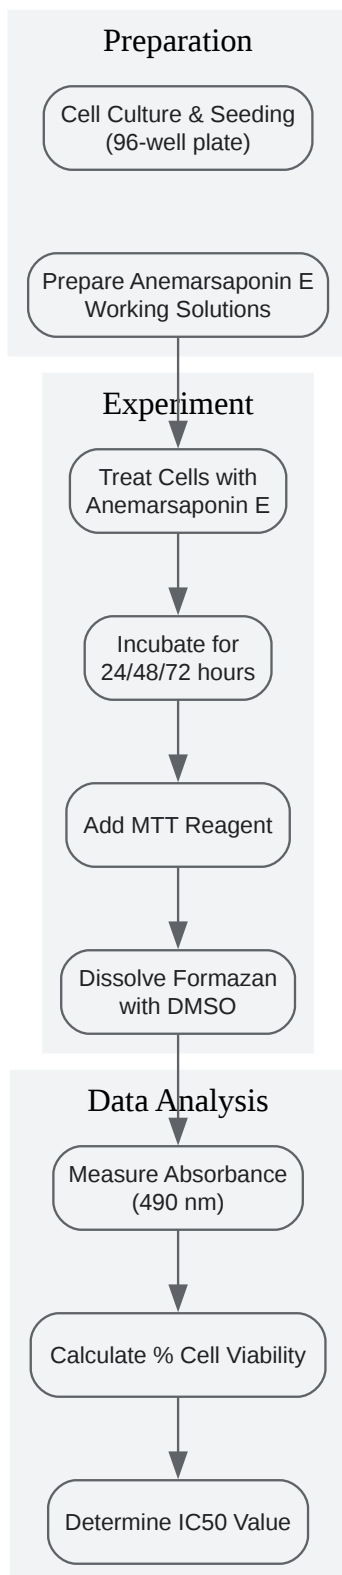 Preparation
Cell Culture & Seeding
(96-well plate)
Prepare Anemarsaponin E
Working Solutions
Experiment
Treat Cells with
Anemarsaponin E
Incubate for
24/48/72 hours
Add MTT Reagent
Dissolve Formazan
with DMSO
Data Analysis
Measure Absorbance
(490 nm)
Calculate % Cell Viability
Determine IC50 Value